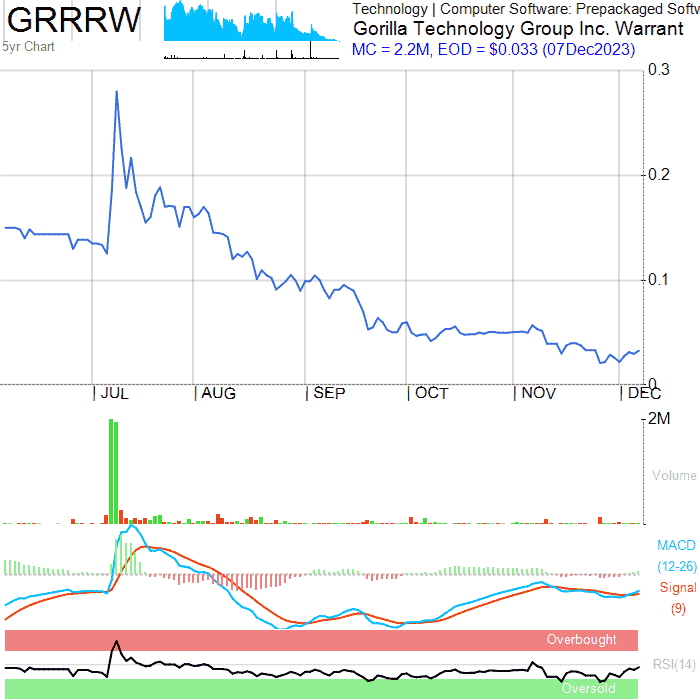 GRRRW
5yr Chart
Technology | Computer Software: Prepackaged Softw
Gorilla Technology Group Inc. Warrant
MC = 2.2M, EOD = $0.033 (07Dec2023)
0.3
0.2
0.1
0
| JUL | AUG | SEP | OCT | NOV | DEC
2M
Volume
MACD
(12-26)
Signal
(9)
Overbought
RSI(14)
Oversold